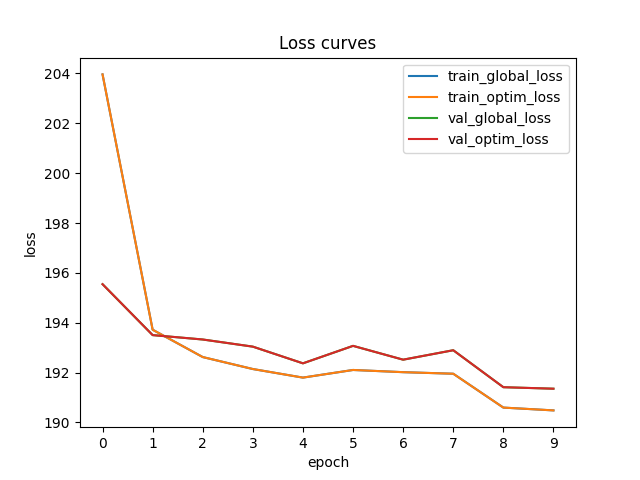 Loss curves
204
202
200
198
196
194
192
190
loss
train_global_loss
train_optim_loss
val_global_loss
val_optim_loss
0 1 2 3 4 5 6 7 8 9
epoch